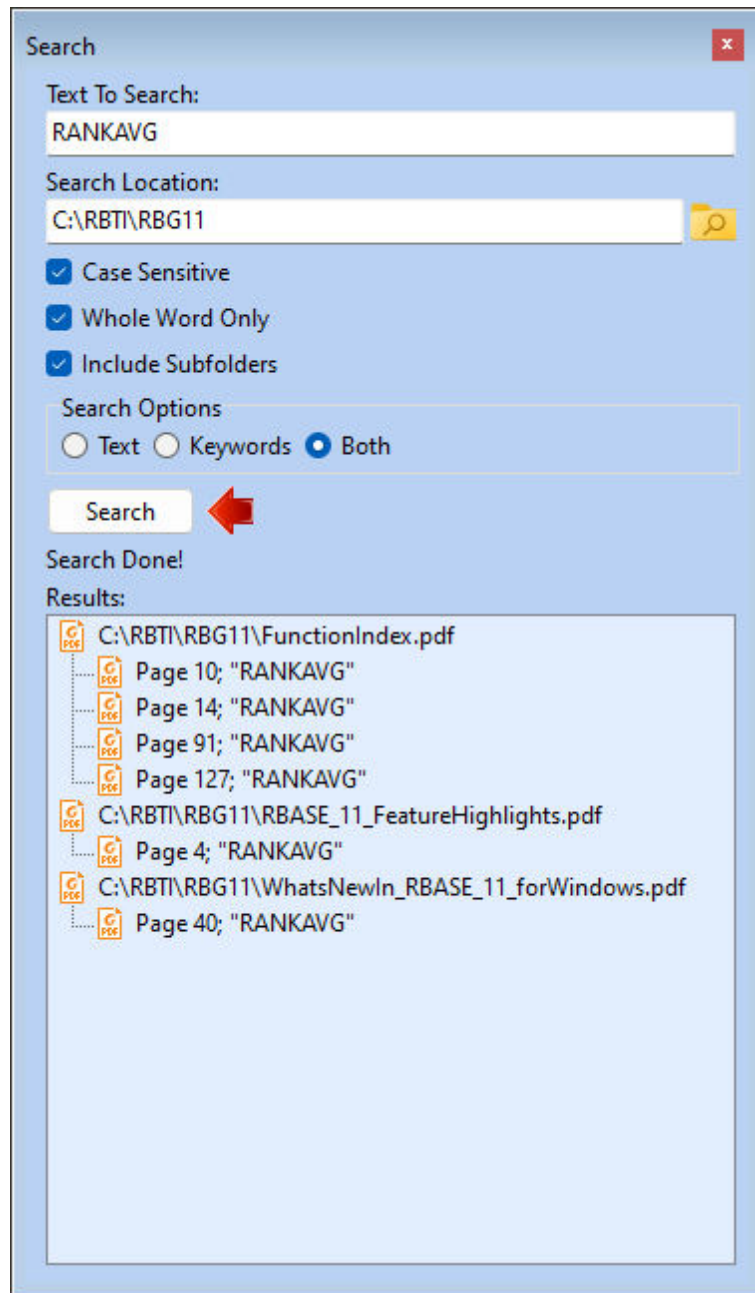 Search
Text To Search:
RANKAVG
Search Location:
C:\RBTI\RBG11
Case Sensitive
Whole Word Only
Include Subfolders
Search Options
Text Keywords Both
Search
Search Done!
Results:
C:\RBTI\RBG11\FunctionIndex.pdf
Page 10; "RANKAVG"
Page 14; "RANKAVG"
Page 91; "RANKAVG"
Page 127; "RANKAVG"
C:\RBTI\RBG11\RBASE_11_FeatureHighlights.pdf
Page 4; "RANKAVG"
C:\RBTI\RBG11\WhatsNewIn_RBASE_11_forWindows.pdf
Page 40; "RANKAVG"